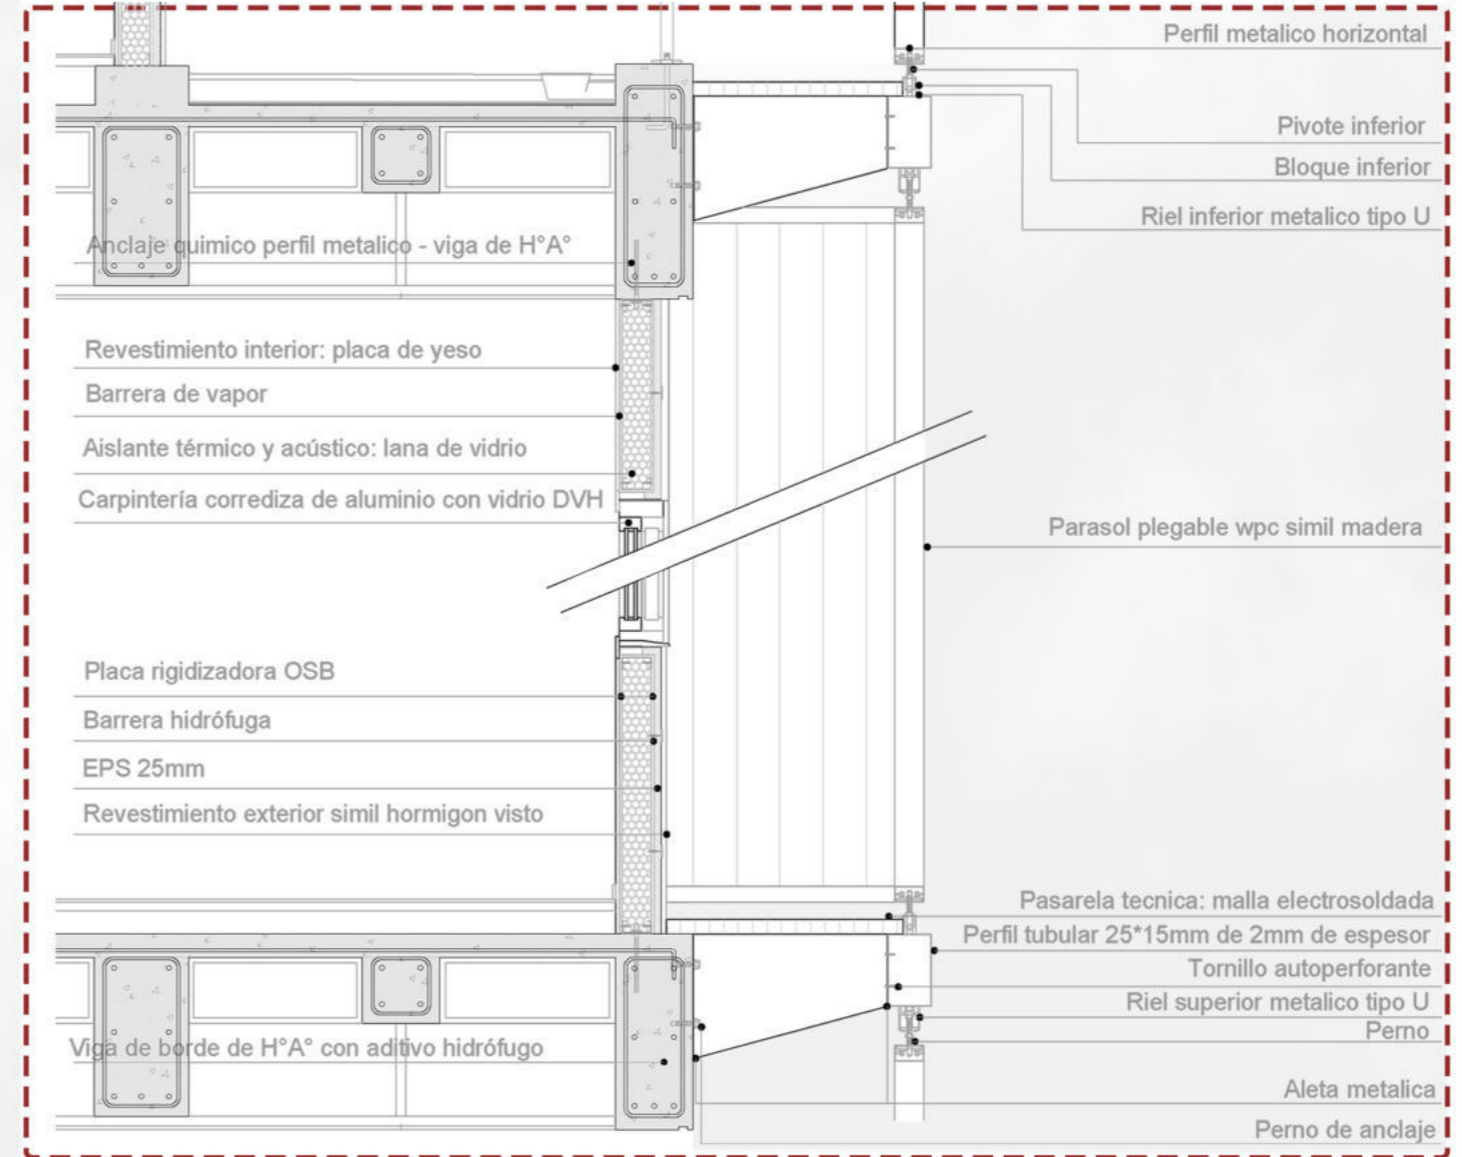 Perfil metalico horizontal
Pivote inferior
Bloque inferior
Riel inferior metalico tipo U
Anclaje quimico perfil metalico - viga de H°A°
Revestimiento interior: placa de yeso
Barrera de vapor
Aislante térmico y acústico: lana de vidrio
Carpintería corrediza de aluminio con vidrio DVH
Parasol plegable wpc simil madera
Placa rigidizadora OSB
Barrera hidrófuga
EPS 25mm
Revestimiento exterior simil hormigon visto
Pasarela tecnica: malla electrosoldada
Perfil tubular 25*15mm de 2mm de espesor
Tornillo autoperforante
Riel superior metalico tipo U
Perno
Viga de borde de H°A° con aditivo hidrófugo
Aleta metalica
Perno de anclaje